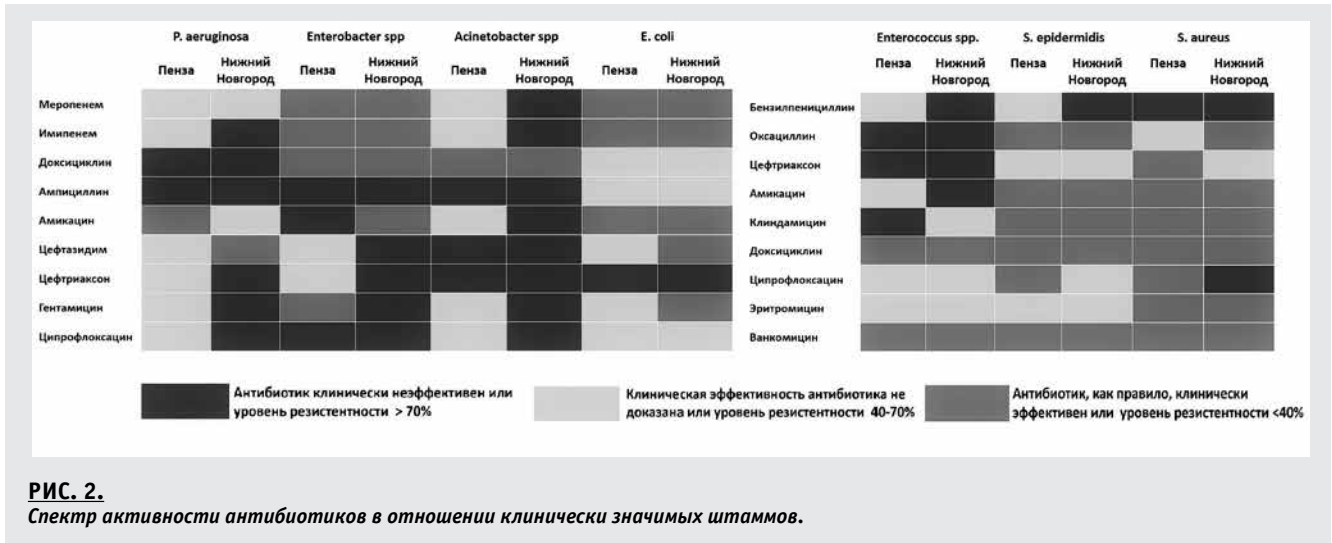 P. aeruginosa Enterobacter spp Acinetobacter spp E. coli
Пенза Нижний Новгород Пенза Нижний Новгород Пенза Нижний Новгород Пенза Нижний Новгород
Меропенем
Имипенем
Доксициклин
Ампициллин
Амикацин
Цефтазидим
Цефтриаксон
Гентамицин
Ципрофлоксацин
Enterococcus spp. S. epidermidis S. aureus
Пенза Нижний Новгород Пенза Нижний Новгород Пенза Нижний Новгород
Бензилпенициллин
Оксациллин
Цефтриаксон
Амикацин
Клиндамицин
Доксициклин
Ципрофлоксацин
Эритромицин
Ванкомицин
Антибиотик клинически неэффективен или
уровень резистентности > 70%
Клиническая эффективность антибиотика не
доказана или уровень резистентности 40-70%
Антибиотик, как правило, клинически
эффективен или уровень резистентности <40%
РИС. 2.
Спектр активности антибиотиков в отношении клинически значимых штаммов.